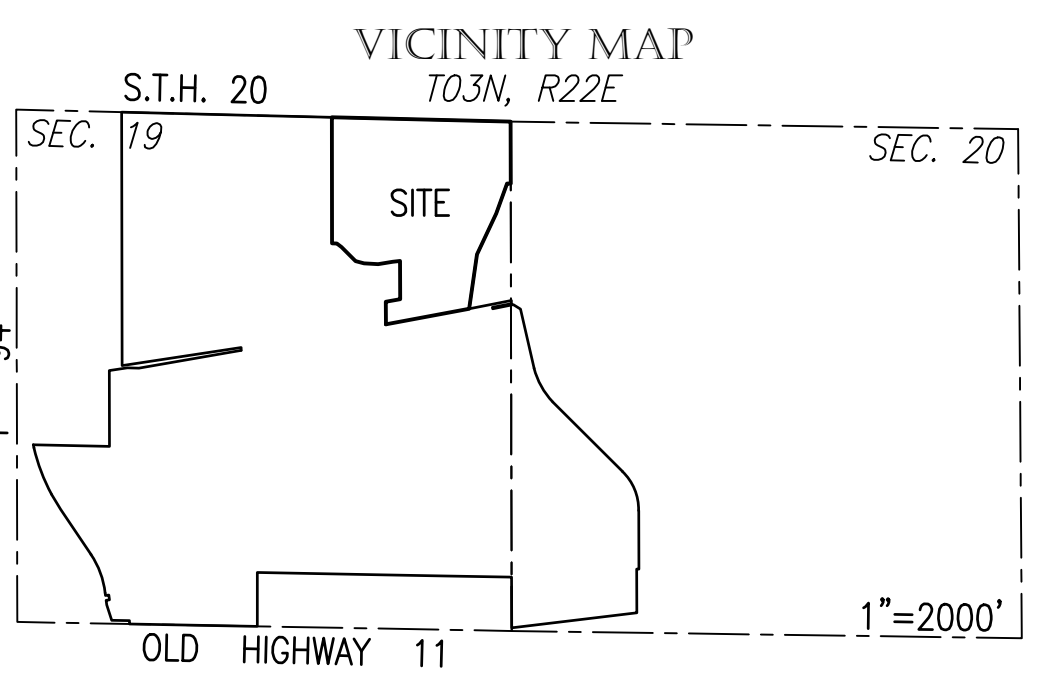 VICINITY MAP
T03N, R22E
S.T.H. 20
SEC. 19
SEC. 20
SITE
1"=2000'
OLD HIGHWAY 11